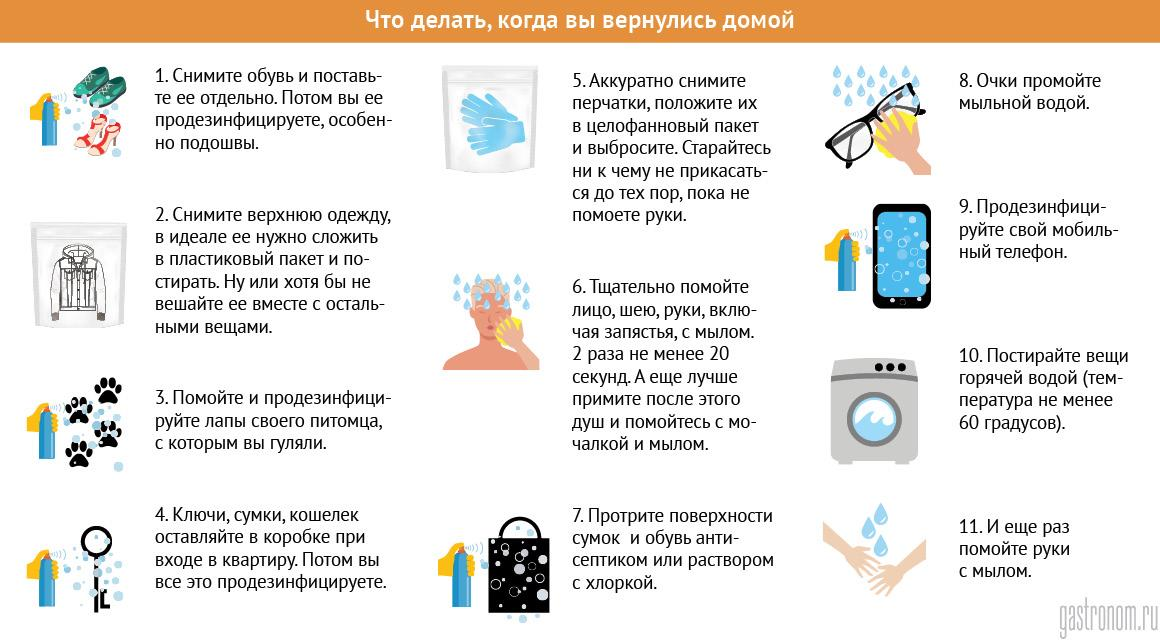 Что делать, когда вы вернулись домой
1. Снимите обувь и поставь-
те ее отдельно. Потом вы ее
продезинфицируете, особен-
но подошвы.
2. Снимите верхнюю одежду,
в идеале ее нужно сложить
в пластиковый пакет и по-
стирать. Ну или хотя бы не
вешайте ее вместе с осталь-
ными вещами.
3. Помойте и продезинфици-
руйте лапы своего питомца,
с которым вы гуляли.
4. Ключи, сумки, кошелек
оставляйте в коробке при
входе в квартиру. Потом вы
все это продезинфицируете.
5. Аккуратно снимите
перчатки, положите их
в целофанновый пакет
и выбросите. Старайтесь
ни к чему не прикасать-
ся до тех пор, пока не
помоете руки.
6. Тщательно помойте
лицо, шею, руки, вклю-
чая запястья, с мылом.
2 раза не менее 20
секунд. А еще лучше
примите после этого
душ и помойтесь с мо-
чалкой и мылом.
7. Протрите поверхности
сумок и обувь анти-
септиком или раствором
с хлоркой.
8. Очки промойте
мыльной водой.
9. Продезинфици-
руйте свой мобиль-
ный телефон.
10. Постирайте вещи
горячей водой (тем-
пература не менее
60 градусов).
11. И еще раз
помойте руки
с мылом.
gastronom.ru